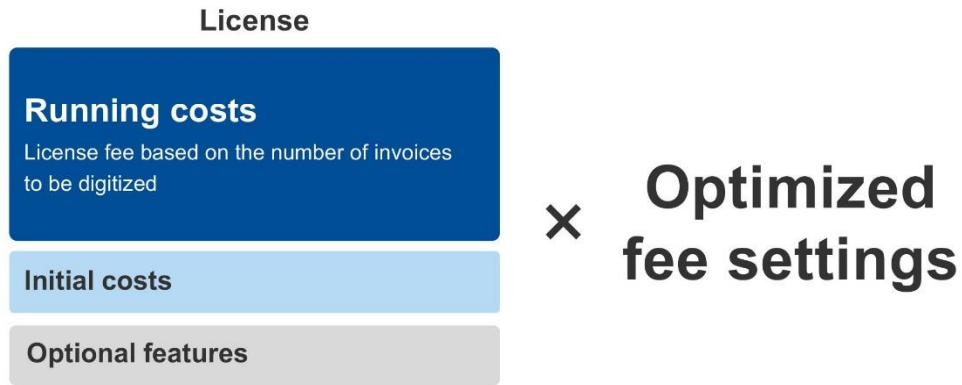 License
Running costs
License fee based on the number of invoices
to be digitized
Initial costs
Optional features
×
Optimized
fee settings